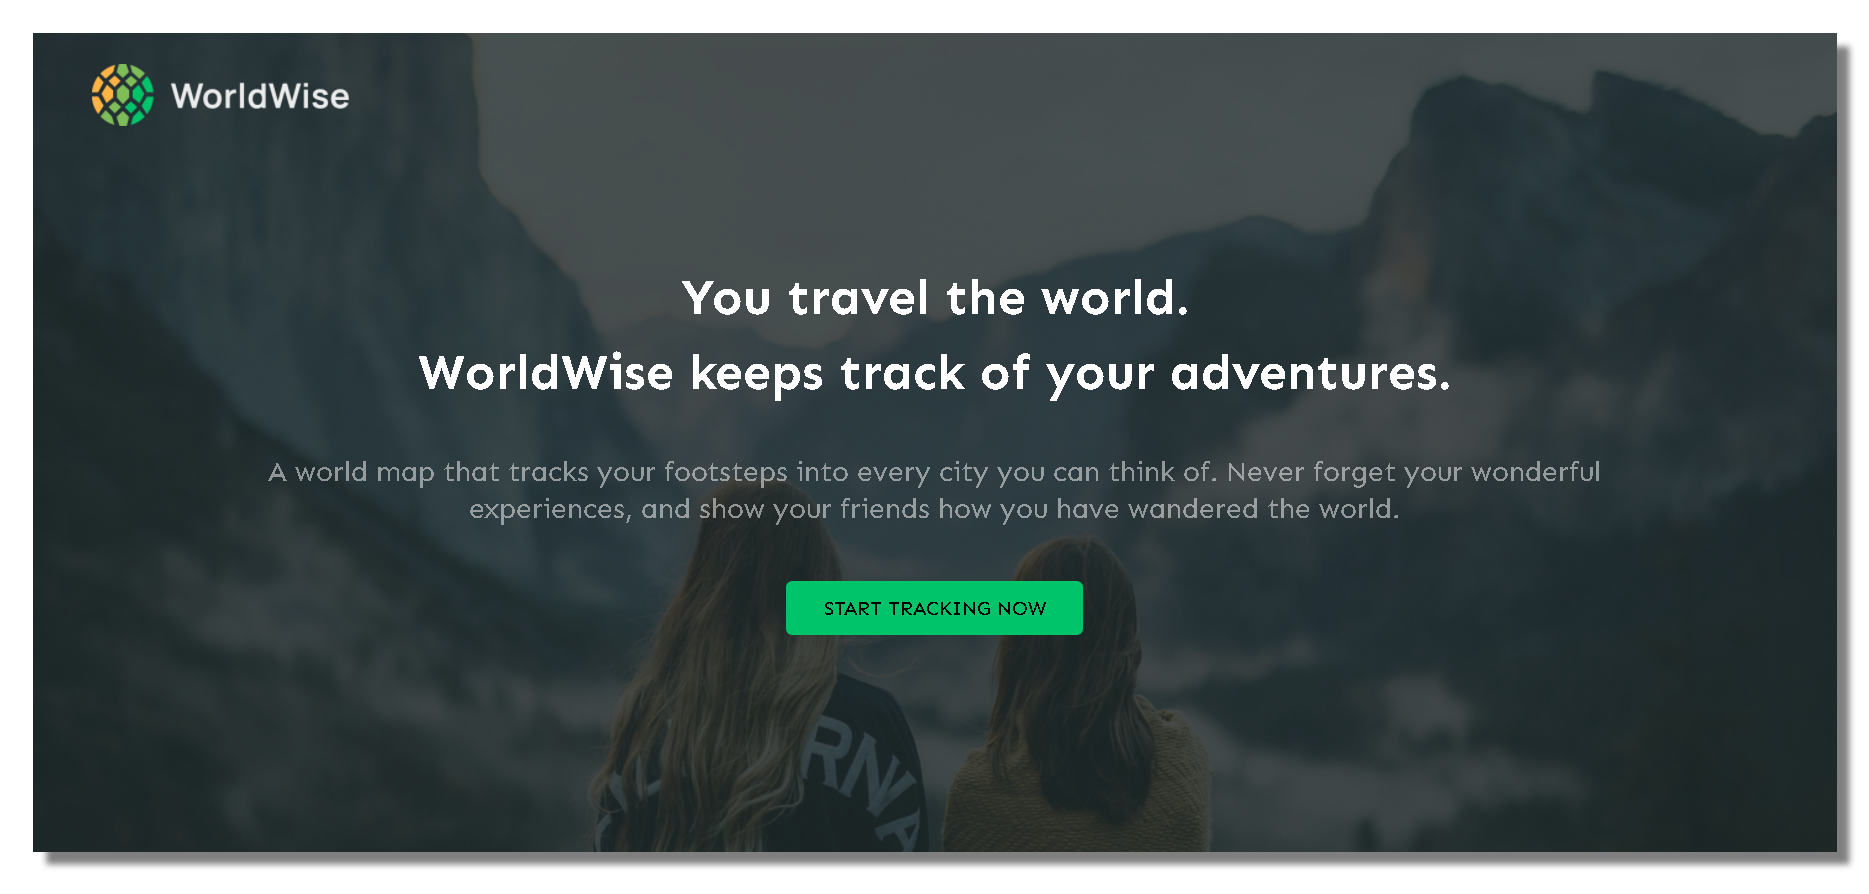 WorldWise
You travel the world.
WorldWise keeps track of your adventures.
A world map that tracks your footsteps into every city you can think of. Never forget your wonderful
experiences, and show your friends how you have wandered the world.
START TRACKING NOW
RNIA